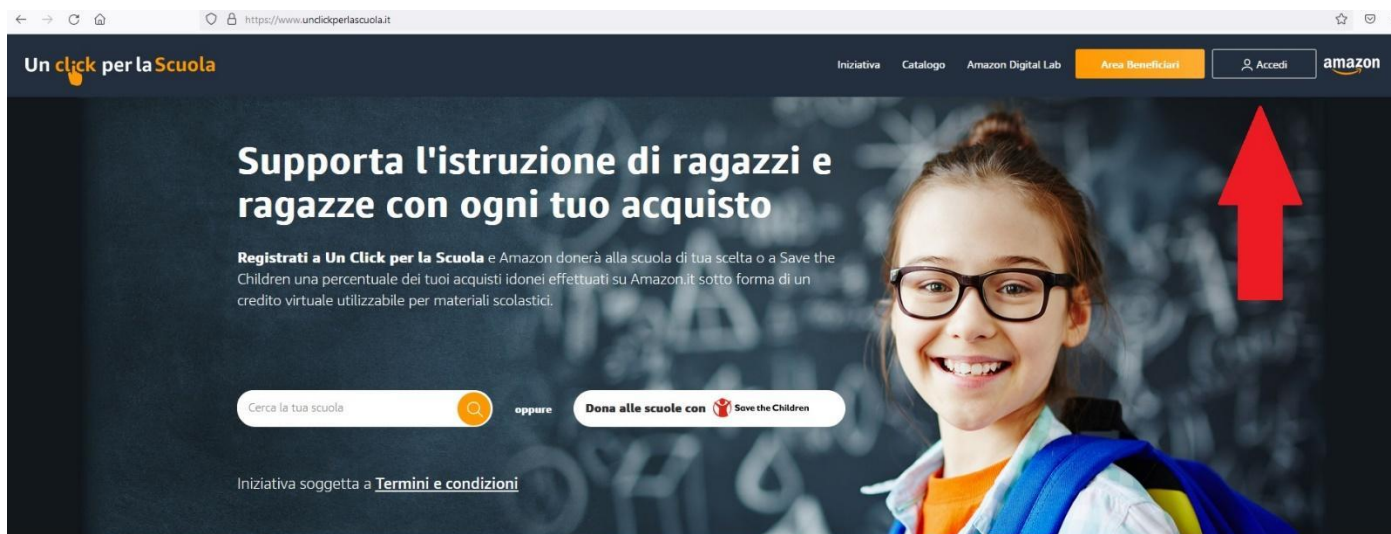 https://www.unclickperlascuola.it
Un click per la Scuola
Iniziativa
Catalogo
Amazon Digital Lab
Area Beneficiari
Accedi
amazon
Supporta l'istruzione di ragazzi e
ragazze con ogni tuo acquisto
Registrati a Un Click per la Scuola e Amazon donerà alla scuola di tua scelta o a Save the
Children una percentuale dei tuoi acquisti idonei effettuati su Amazon.it sotto forma di un
credito virtuale utilizzabile per materiali scolastici.
Cerca la tua scuola
oppure
Dona alle scuole con Save the Children
Iniziativa soggetta a Termini e condizioni